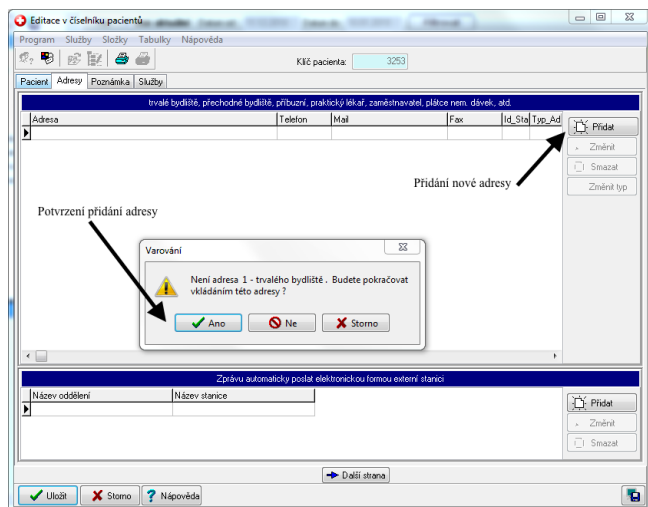 Editace v číselníku pacientů
Program Služby Složky Tabulky Nápověda
Klíč pacienta: 3253
Pacient Adresy Poznámka Služby
trvalé bydliště, přechodné bydliště, příbuzní, praktický lékař, zaměstnavatel, plátce nem. dávek, atd.
Adresa Telefon Mail Fax Id_Sta Typ_Ad
Přidat
Změnit
Smazat
Změnit typ
Přidání nové adresy
Potvrzení přidání adresy
Varování
Není adresa 1 - trvalého bydliště . Budete pokračovat
vkládáním této adresy ?
Ano Ne Storno
Zprávu automaticky poslat elektronickou formou externí stanici
Název oddělení Název stanice
Přidat
Změnit
Smazat
Další strana
Uložit Storno Nápověda